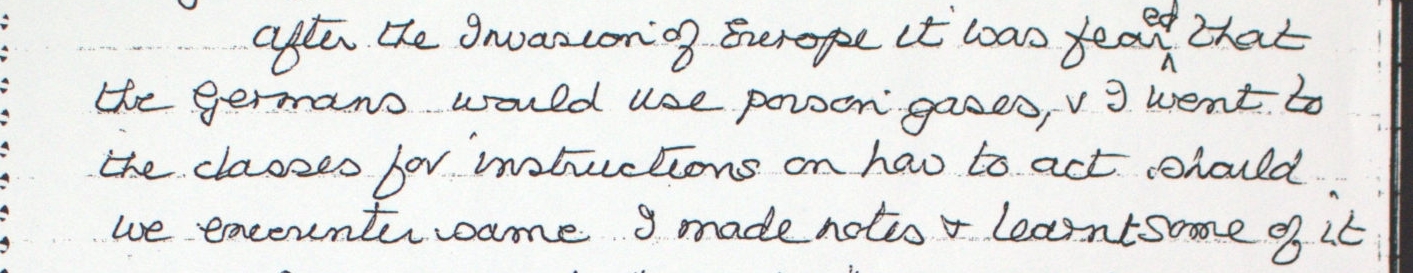 after the Invasion of Europe it was feared that
the Germans would use poison gases, & I went to
the classes for instructions on how to act should
we encounter same I made notes & learnt some of it